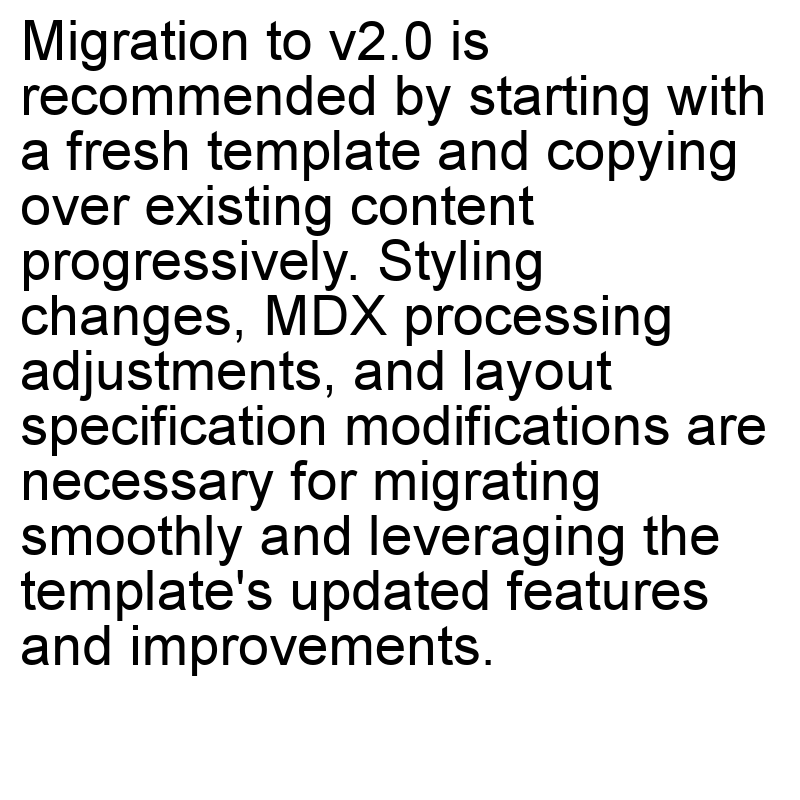 Migration to v2.0 is
recommended by starting with
a fresh template and copying
over existing content
progressively. Styling
changes, MDX processing
adjustments, and layout
specification modifications are
necessary for migrating
smoothly and leveraging the
template's updated features
and improvements.